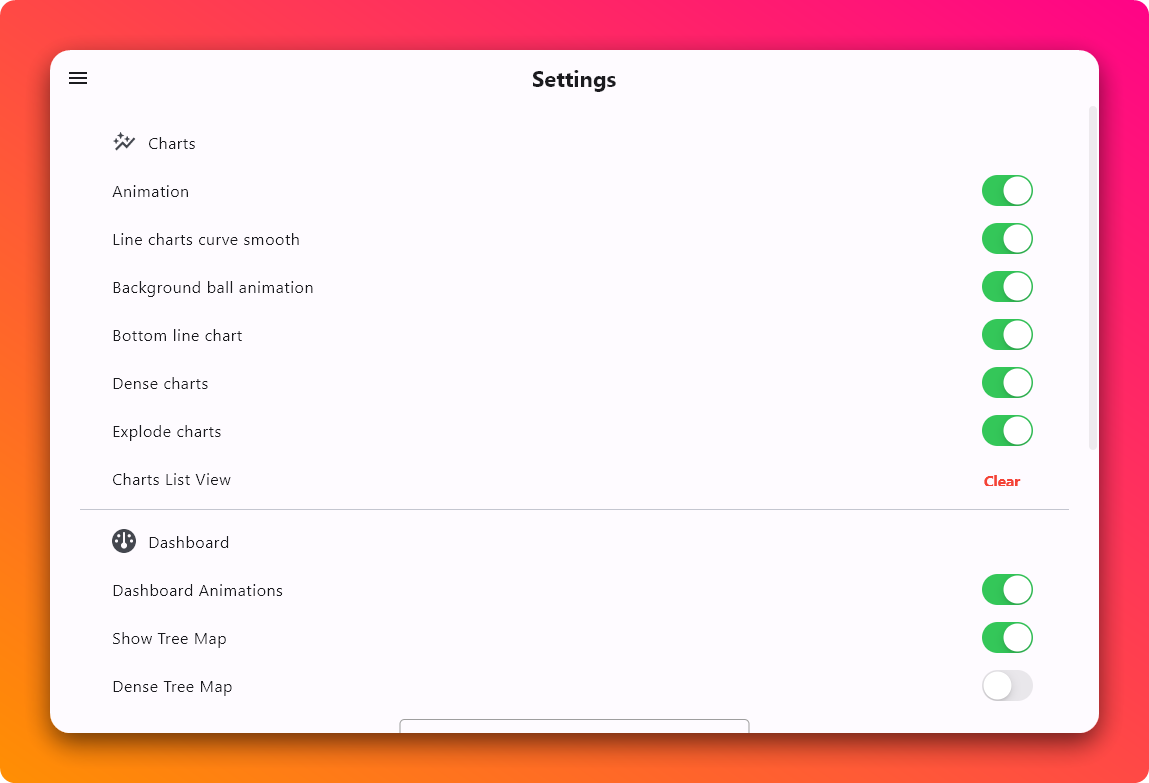 Settings
Charts
Animation
Line charts curve smooth
Background ball animation
Bottom line chart
Dense charts
Explode charts
Charts List View
Clear
Dashboard
Dashboard Animations
Show Tree Map
Dense Tree Map